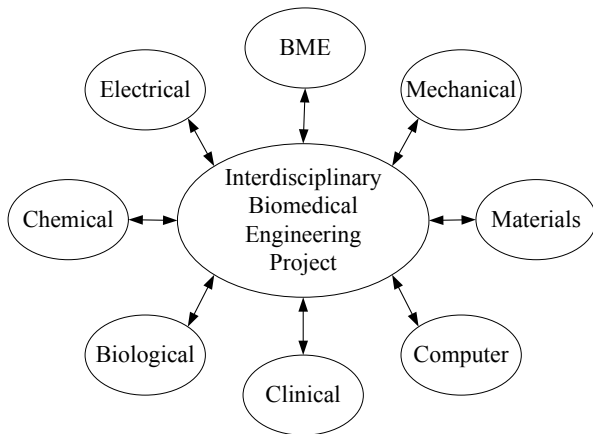 BME
Electrical
Mechanical
Interdisciplinary
Biomedical
Engineering
Project
Chemical
Materials
Biological
Computer
Clinical